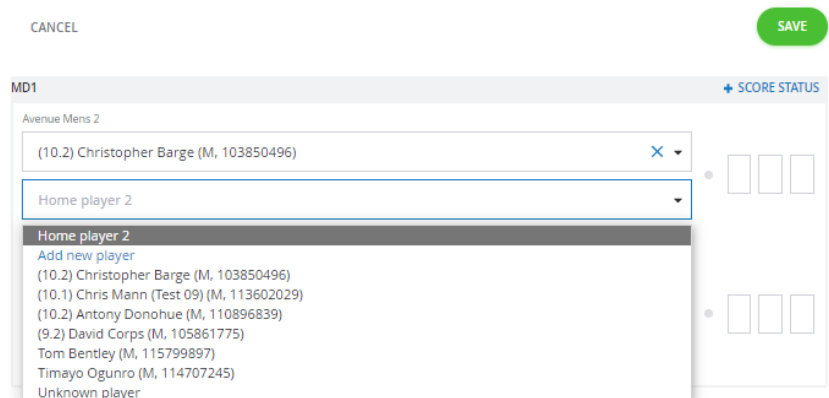 CANCEL
SAVE
MD1
+ SCORE STATUS
Avenue Mens 2
(10.2) Christopher Barge (M, 103850496)
Home player 2
Home player 2
Add new player
(10.2) Christopher Barge (M, 103850496)
(10.1) Chris Mann (Test 09) (M, 113602029)
(10.2) Antony Donohue (M, 110896839)
(9.2) David Corps (M, 105861775)
Tom Bentley (M, 115799897)
Timayo Ogunro (M, 114707245)
Unknown player